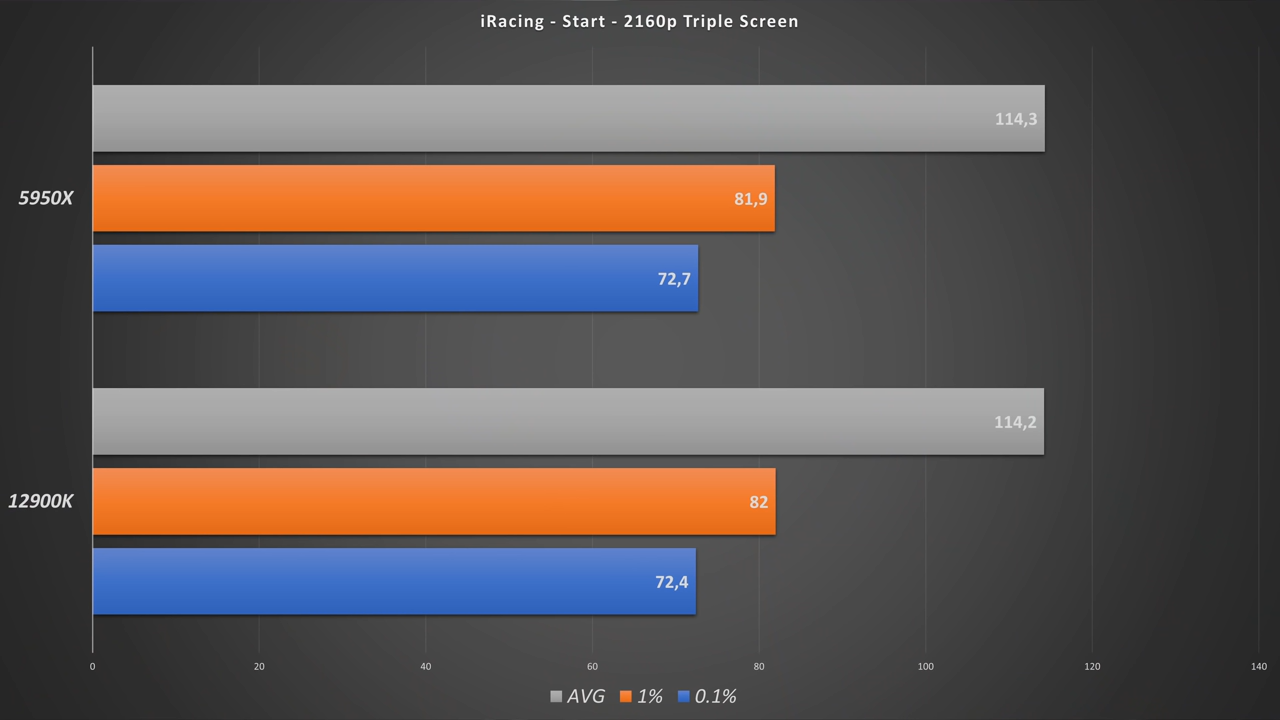 iRacing - Start - 2160p Triple Screen
114,3
5950X
81,9
72,7
114,2
12900K
82
72,4
0 20 40 60 80 100 120 140
AVG 1% 0.1%